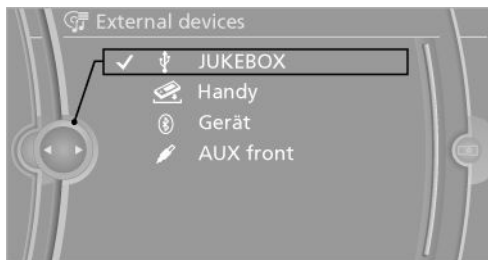 External devices
JUKEBOX
Handy
Gerät
AUX front